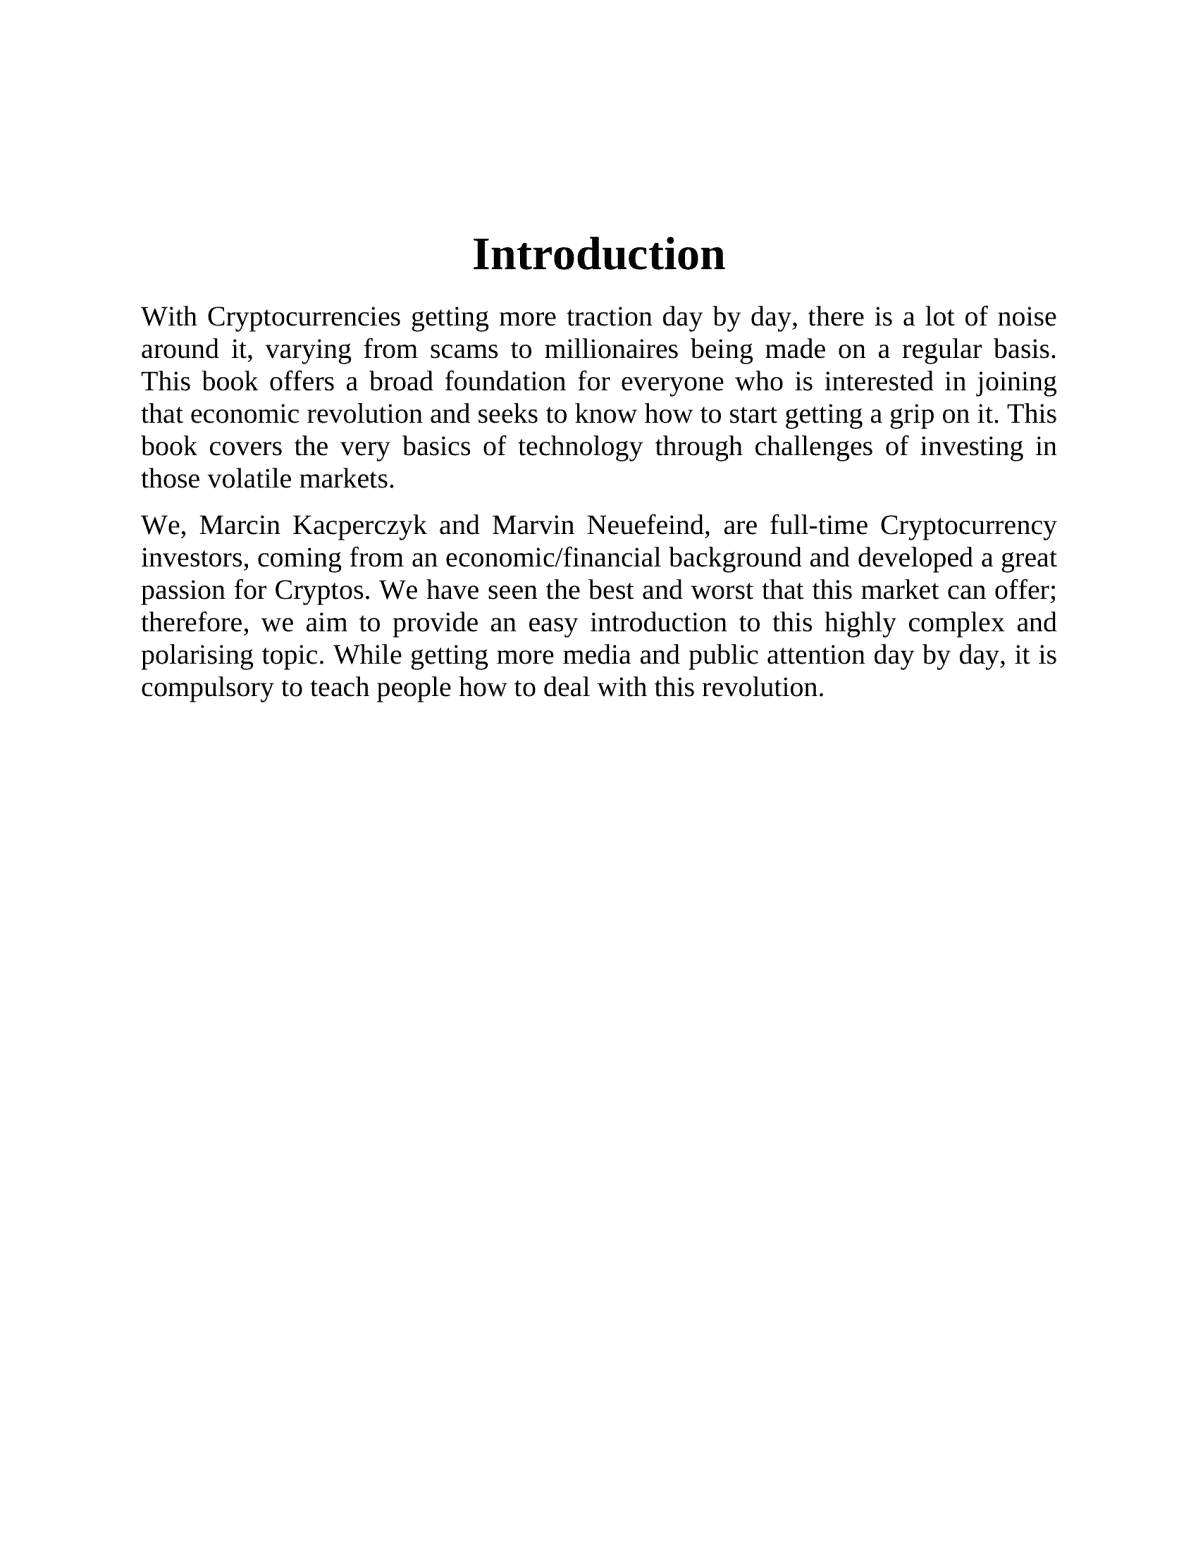 Introduction
With Cryptocurrencies getting more traction day by day, there is a lot of noise
around it, varying from scams to millionaires being made on a regular basis.
This book offers a broad foundation for everyone who is interested in joining
that economic revolution and seeks to know how to start getting a grip on it. This
book covers the very basics of technology through challenges of investing in
those volatile markets.
We, Marcin Kacperczyk and Marvin Neuefeind, are full-time Cryptocurrency
investors, coming from an economic/financial background and developed a great
passion for Cryptos. We have seen the best and worst that this market can offer;
therefore, we aim to provide an easy introduction to this highly complex and
polarising topic. While getting more media and public attention day by day, it is
compulsory to teach people how to deal with this revolution.